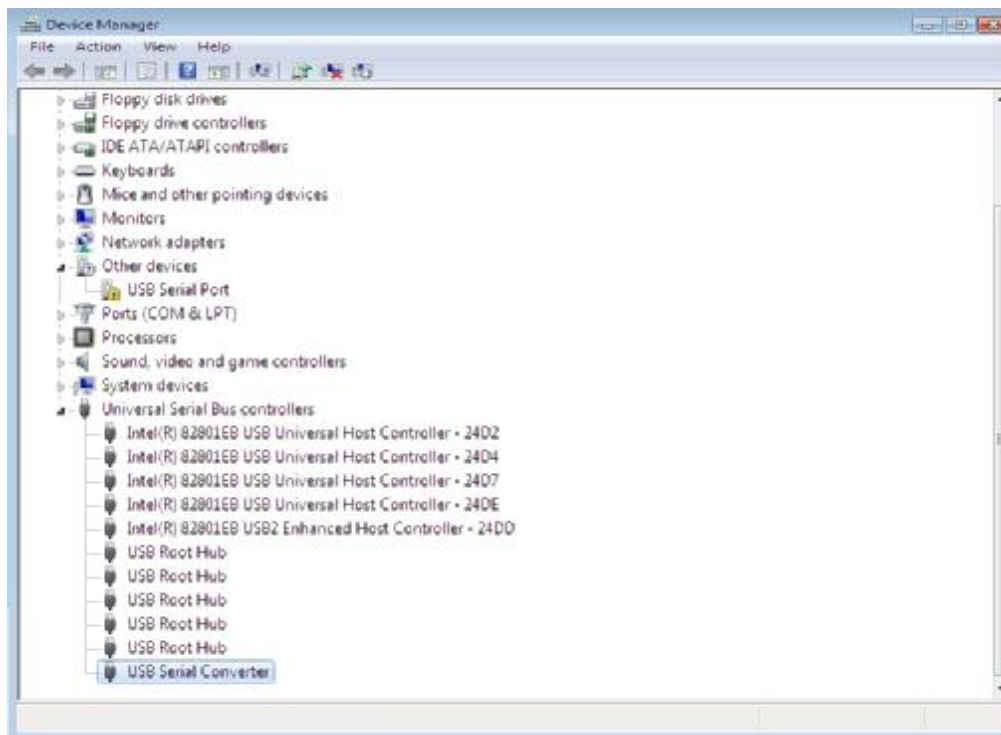 Device Manager
File Action View Help
Floppy disk drives
Floppy drive controllers
IDE ATA/ATAPI controllers
Keyboards
Mice and other pointing devices
Monitors
Network adapters
Other devices
USB Serial Port
Ports (COM & LPT)
Processors
Sound, video and game controllers
System devices
Universal Serial Bus controllers
Intel(R) 82801EB USB Universal Host Controller - 24D2
Intel(R) 82801EB USB Universal Host Controller - 24D4
Intel(R) 82801EB USB Universal Host Controller - 24D7
Intel(R) 82801EB USB Universal Host Controller - 24DE
Intel(R) 82801EB USB2 Enhanced Host Controller - 24DD
USB Root Hub
USB Root Hub
USB Root Hub
USB Root Hub
USB Root Hub
USB Serial Converter